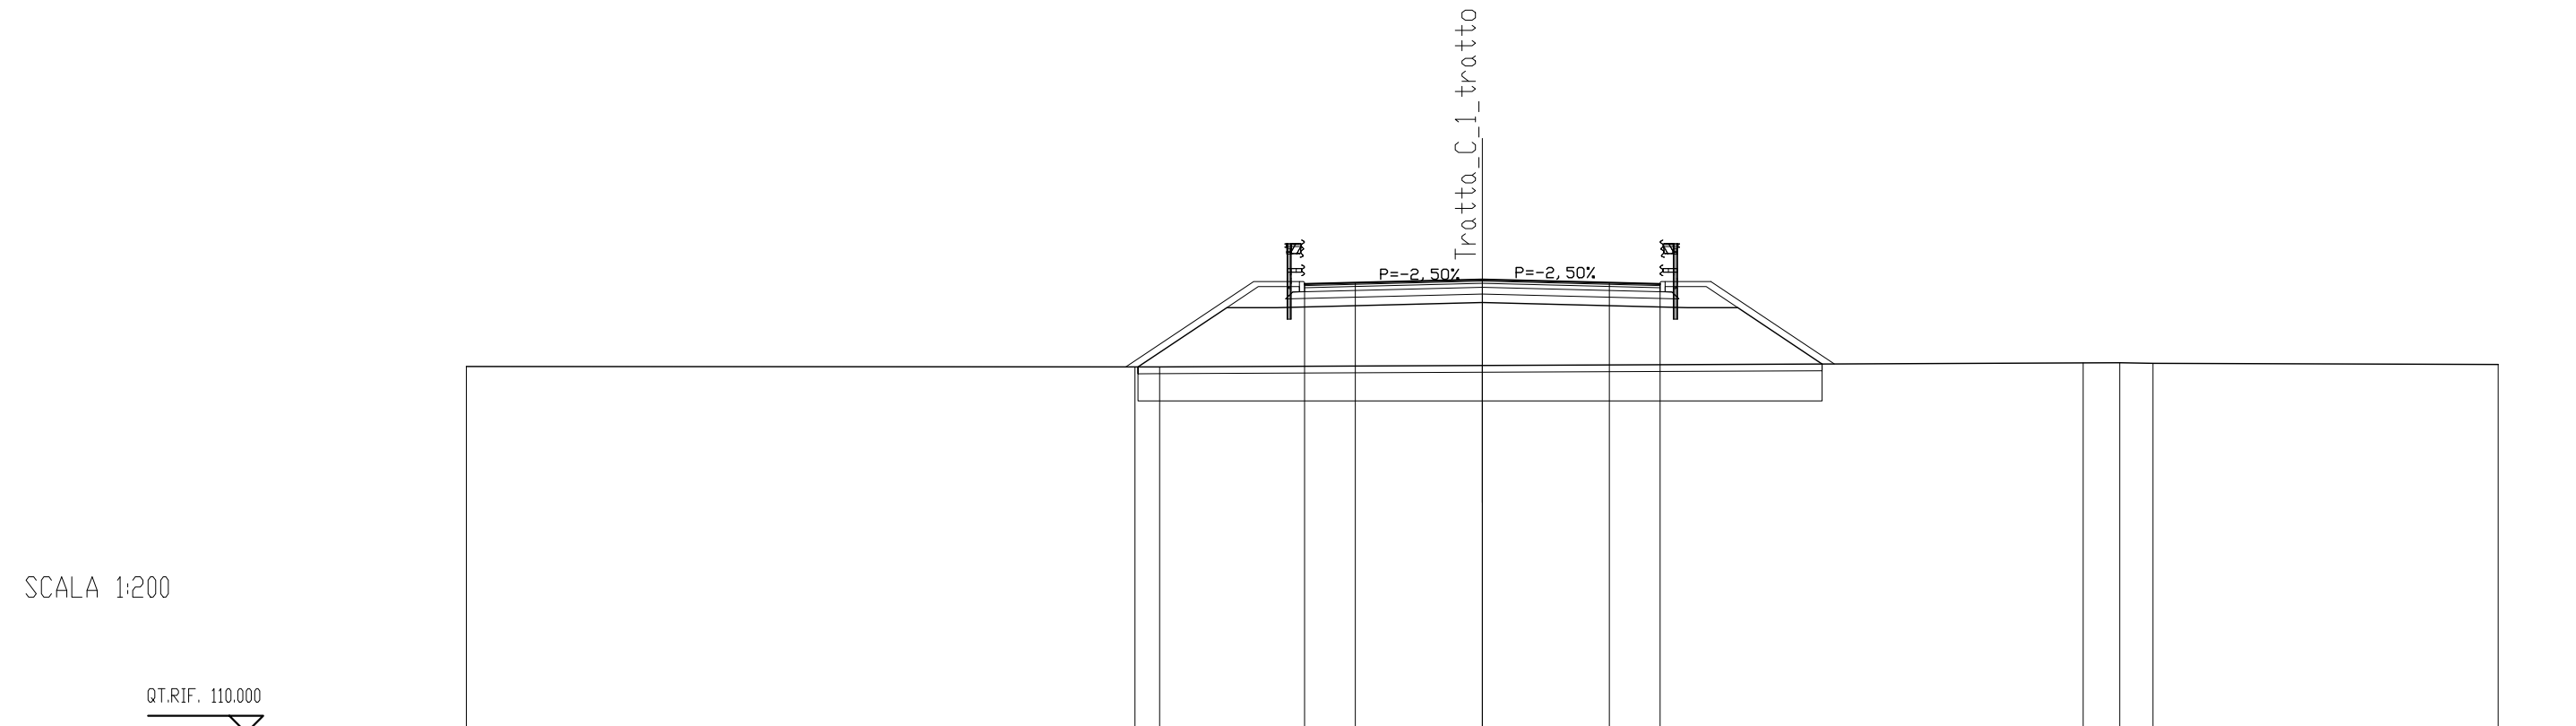 Tratta_C_1_tratto
P=-2,50%
P=-2,50%
SCALA 1:200
QT.RIF. 110.000